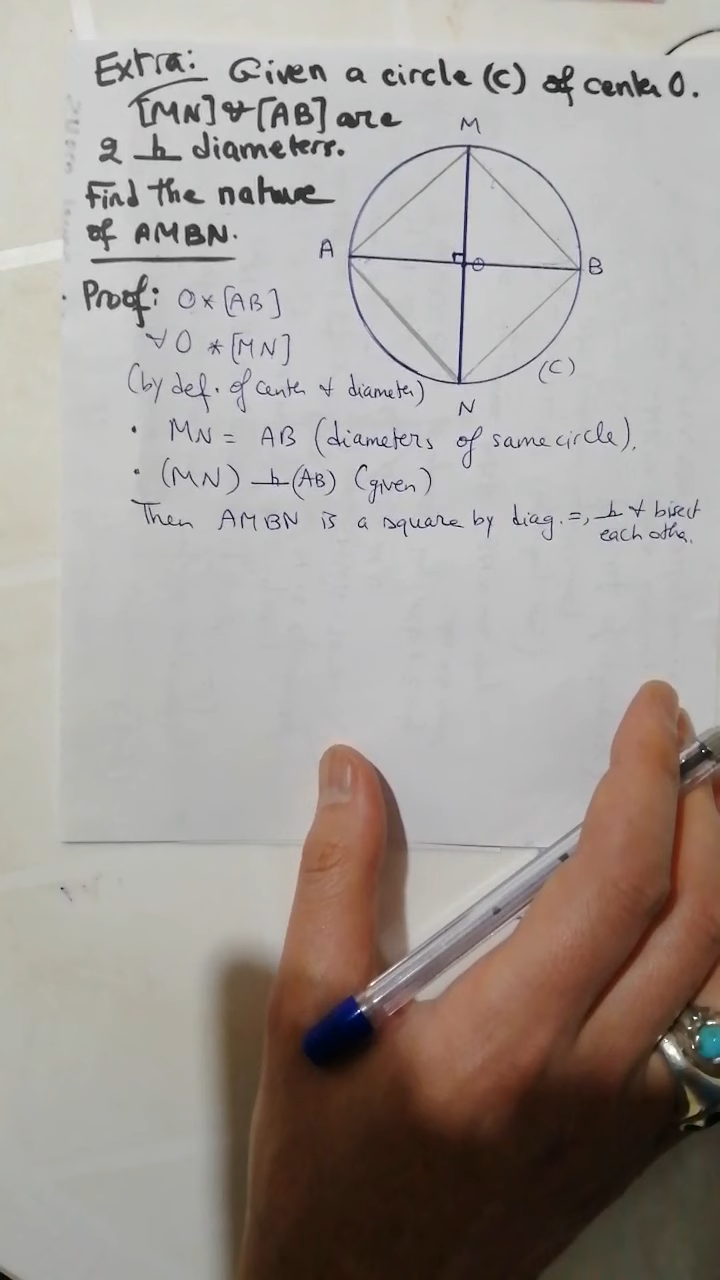 Extra: Given a circle (C) of center O.
[MN] & [AB] are
2 ⊥ diameters.
Find the nature
of AMBN.
M
A
O
B
N
(C)
· Proof: O * [AB]
& O * [MN]
(by def. of center & diameter)
· MN = AB (diameters of same circle).
· (MN) ⊥ (AB) (given)
Then AMBN is a square by diag. =, ⊥ & bisect
each other.